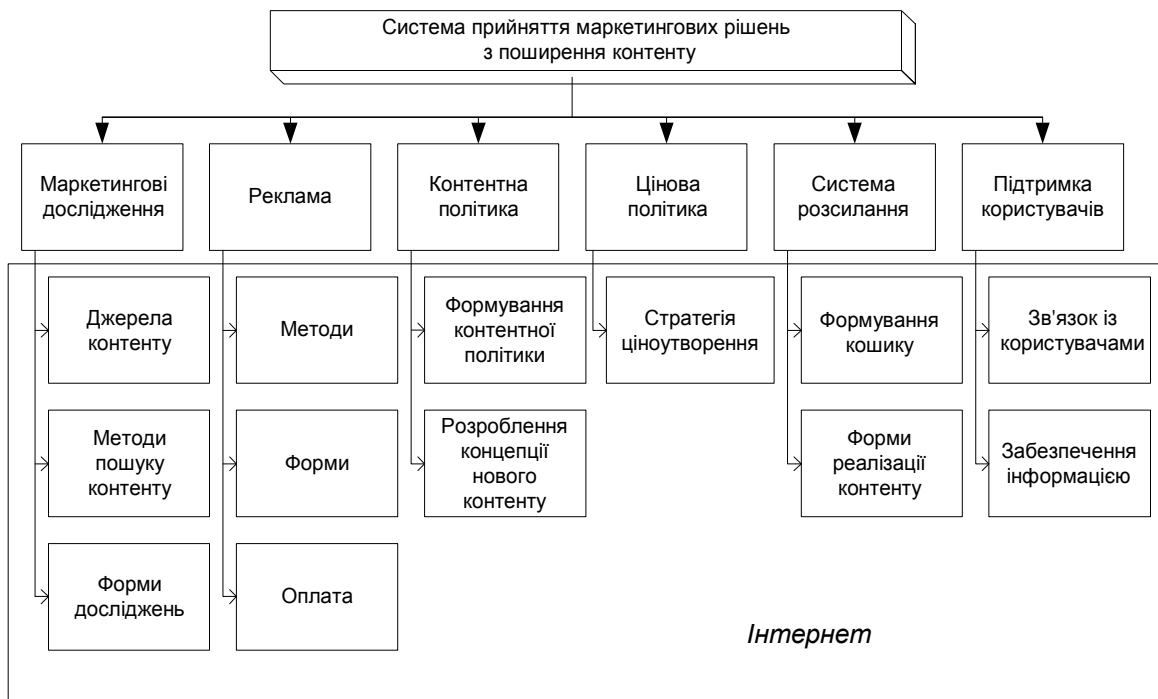 Система прийняття маркетингових рішень
з поширення контенту
Маркетингові
дослідження
Реклама
Контентна
політика
Цінова
політика
Система
розсилання
Підтримка
користувачів
Джерела
контенту
Методи
Формування
контентної
політики
Стратегія
ціноутворення
Формування
кошику
Зв'язок із
користувачами
Методи
пошуку
контенту
Форми
Розроблення
концепції
нового
контенту
Форми
реалізації
контенту
Забезпечення
інформацією
Форми
досліджень
Оплата
Інтернет